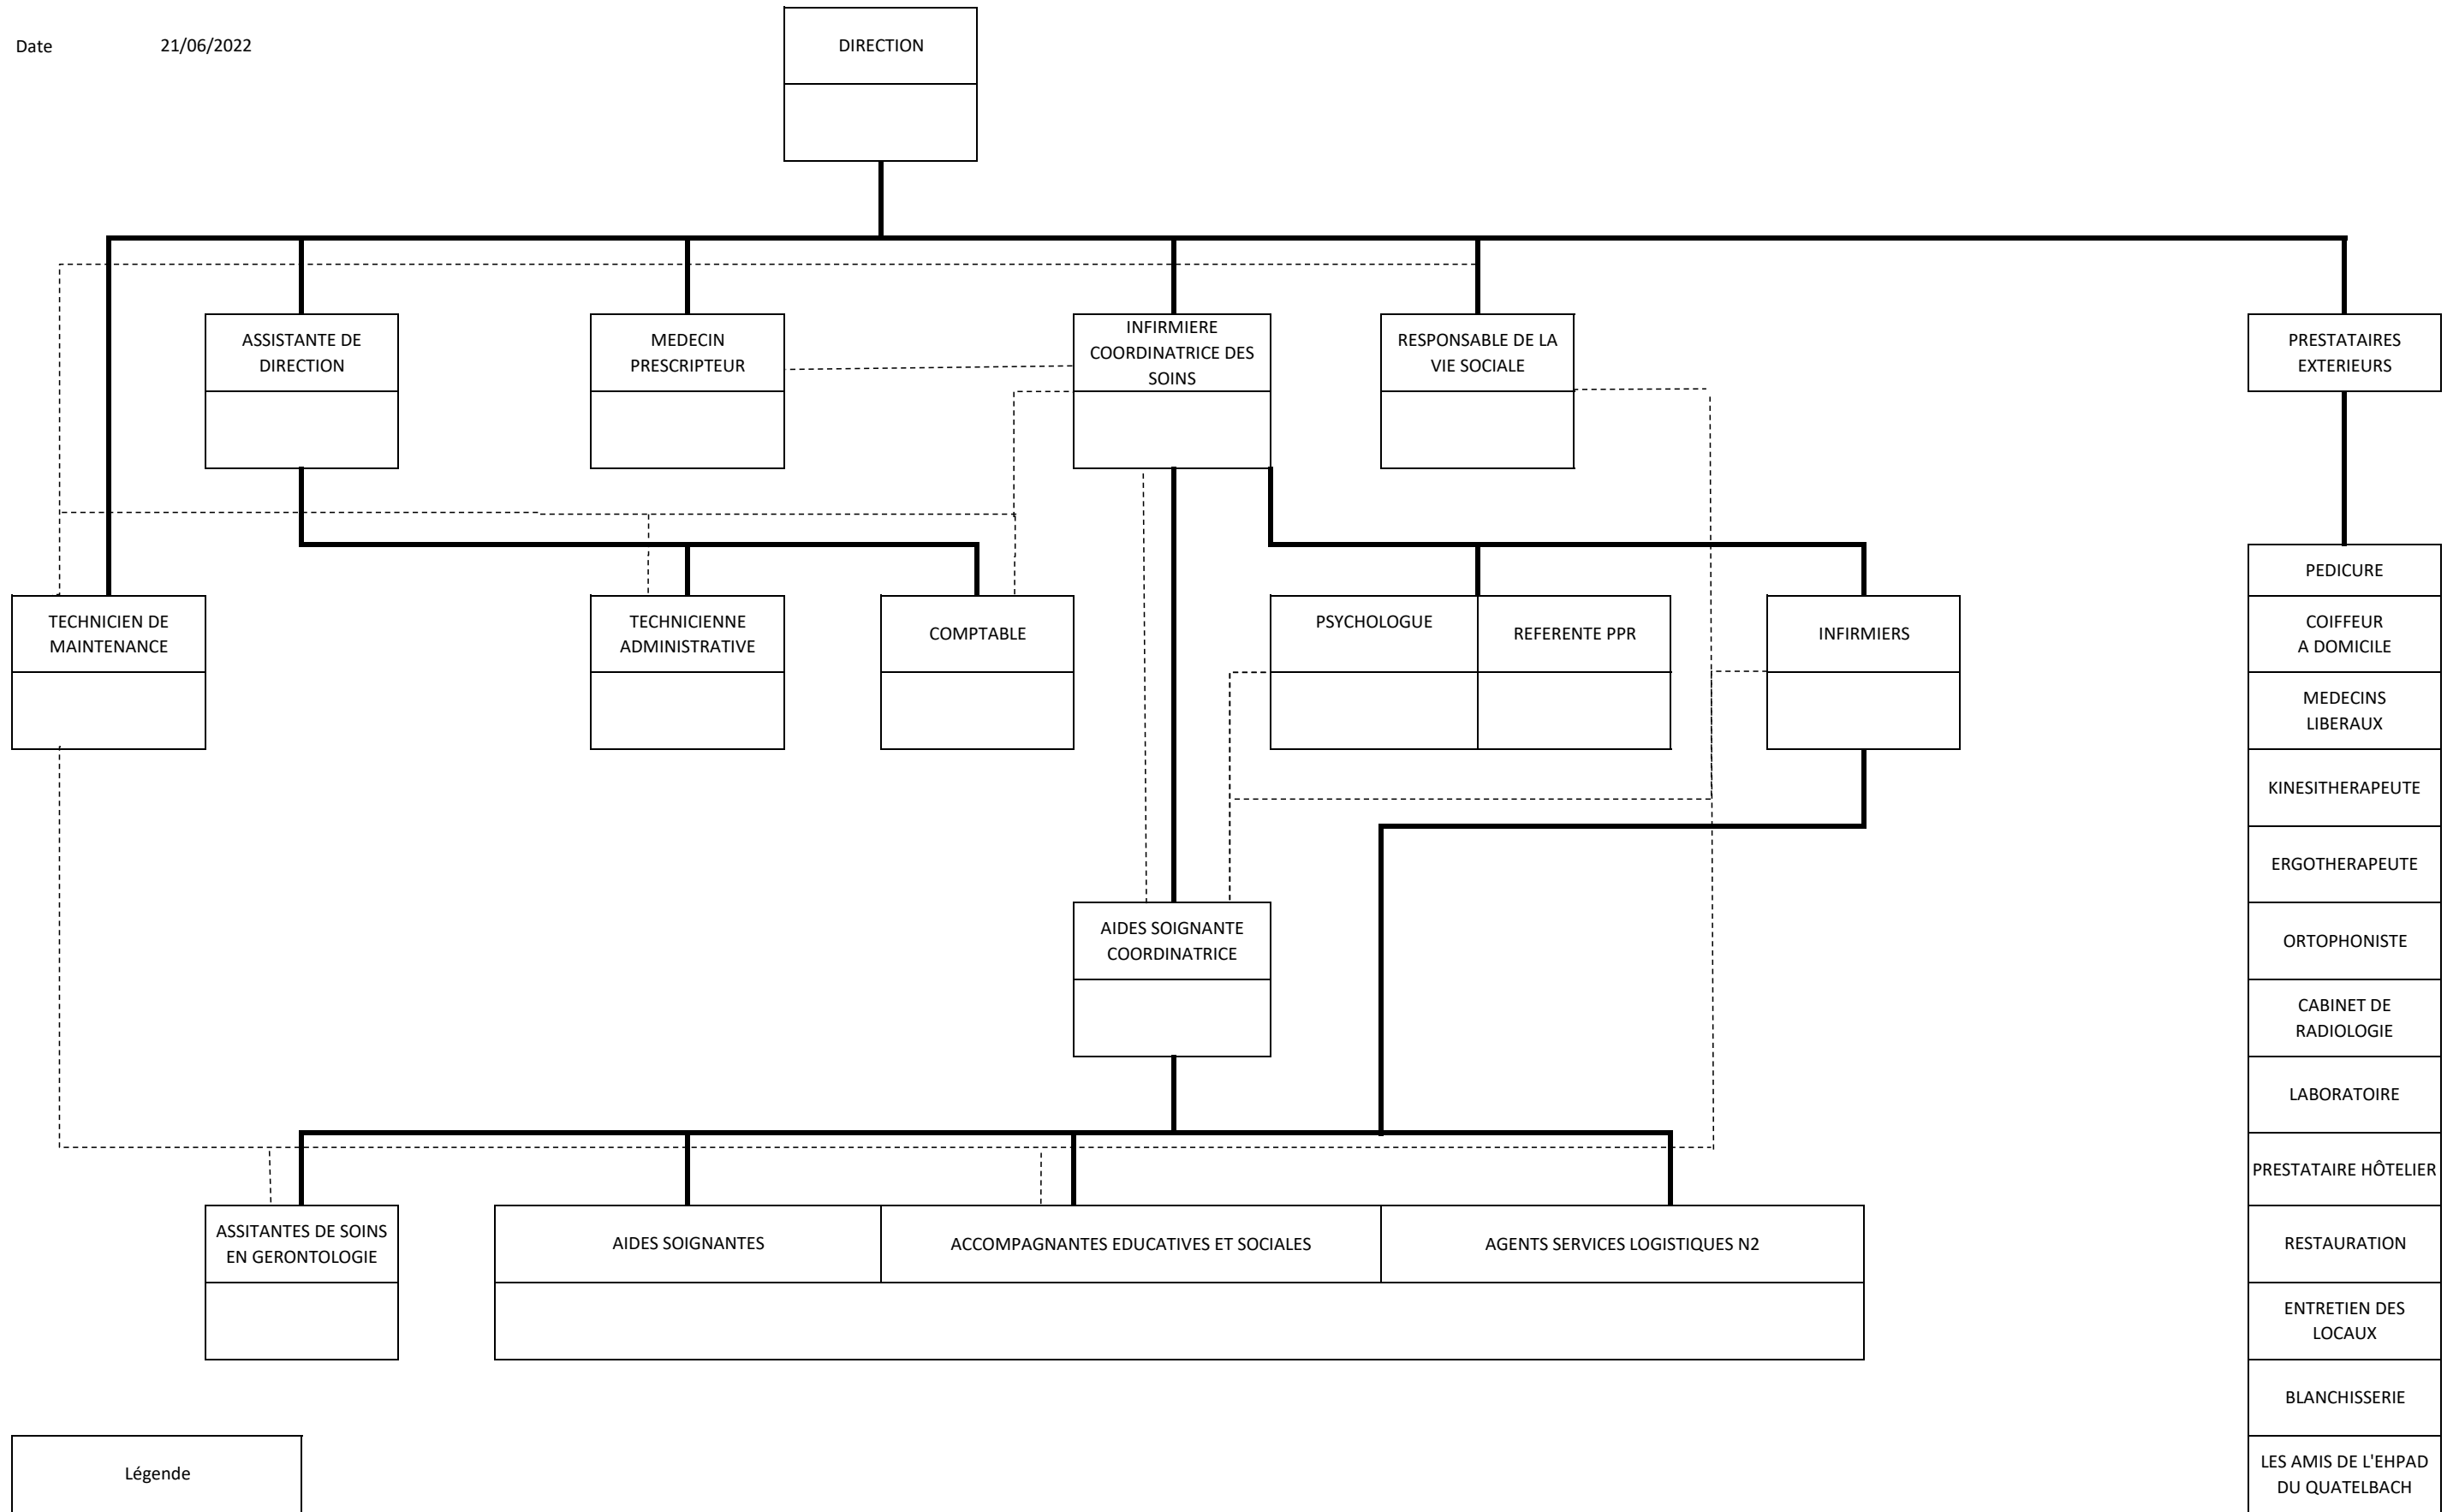 Date 21/06/2022
DIRECTION
ASSISTANTE DE
DIRECTION
MEDECIN
PRESCRIPTEUR
INFIRMIERE
COORDINATRICE DES
SOINS
RESPONSABLE DE LA
VIE SOCIALE
PRESTATAIRES
EXTERIEURS
TECHNICIEN DE
MAINTENANCE
TECHNICIENNE
ADMINISTRATIVE
COMPTABLE
PSYCHOLOGUE
REFERENTE PPR
INFIRMIERS
PEDICURE
COIFFEUR
A DOMICILE
MEDECINS
LIBERAUX
KINESITHERAPEUTE
ERGOTHERAPEUTE
ORTOPHONISTE
CABINET DE
RADIOLOGIE
LABORATOIRE
PRESTATAIRE HÔTELIER
RESTAURATION
ENTRETIEN DES
LOCAUX
BLANCHISSERIE
LES AMIS DE L'EHPAD
DU QUATELBACH
AIDES SOIGNANTE
COORDINATRICE
ASSITANTES DE SOINS
EN GERONTOLOGIE
AIDES SOIGNANTES
ACCOMPAGNANTES EDUCATIVES ET SOCIALES
AGENTS SERVICES LOGISTIQUES N2
Légende